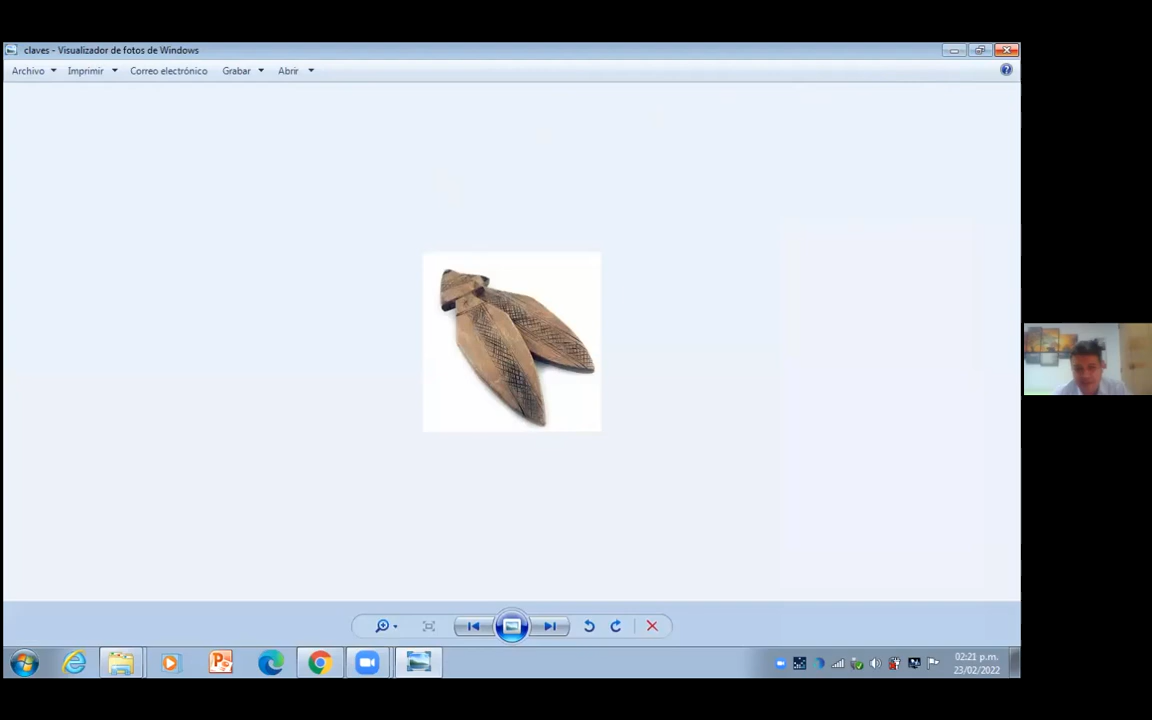 claves - Visualizador de fotos de Windows
Archivo Imprimir Correo electrónico Grabar Abrir
02:21 p.m.
23/02/2022